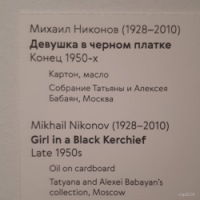 Михаил Никонов (1928–2010)
Девушка в черном платке
Конец 1950-х
Картон, масло
Собрание Татьяны и Алексея
Бабаян, Москва
Mikhail Nikonov (1928–2010)
Girl in a Black Kerchief
Late 1950s
Oil on cardboard
Tatyana and Alexei Babayan's
collection, Moscow